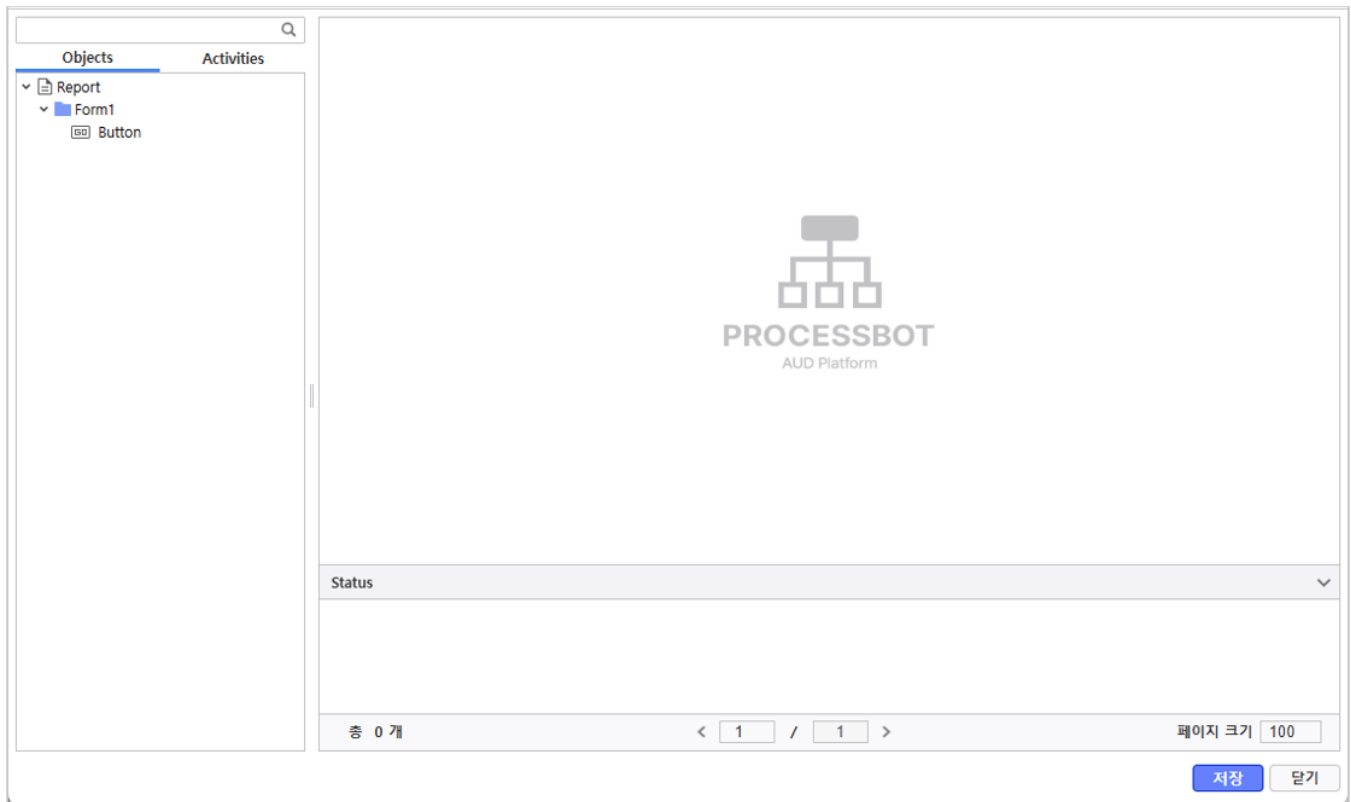 Objects Activities
Report
Form1
GO Button
PROCESSBOT
AUD Platform
Status
총 0 개 < 1 / 1 > 페이지 크기 100
저장 닫기